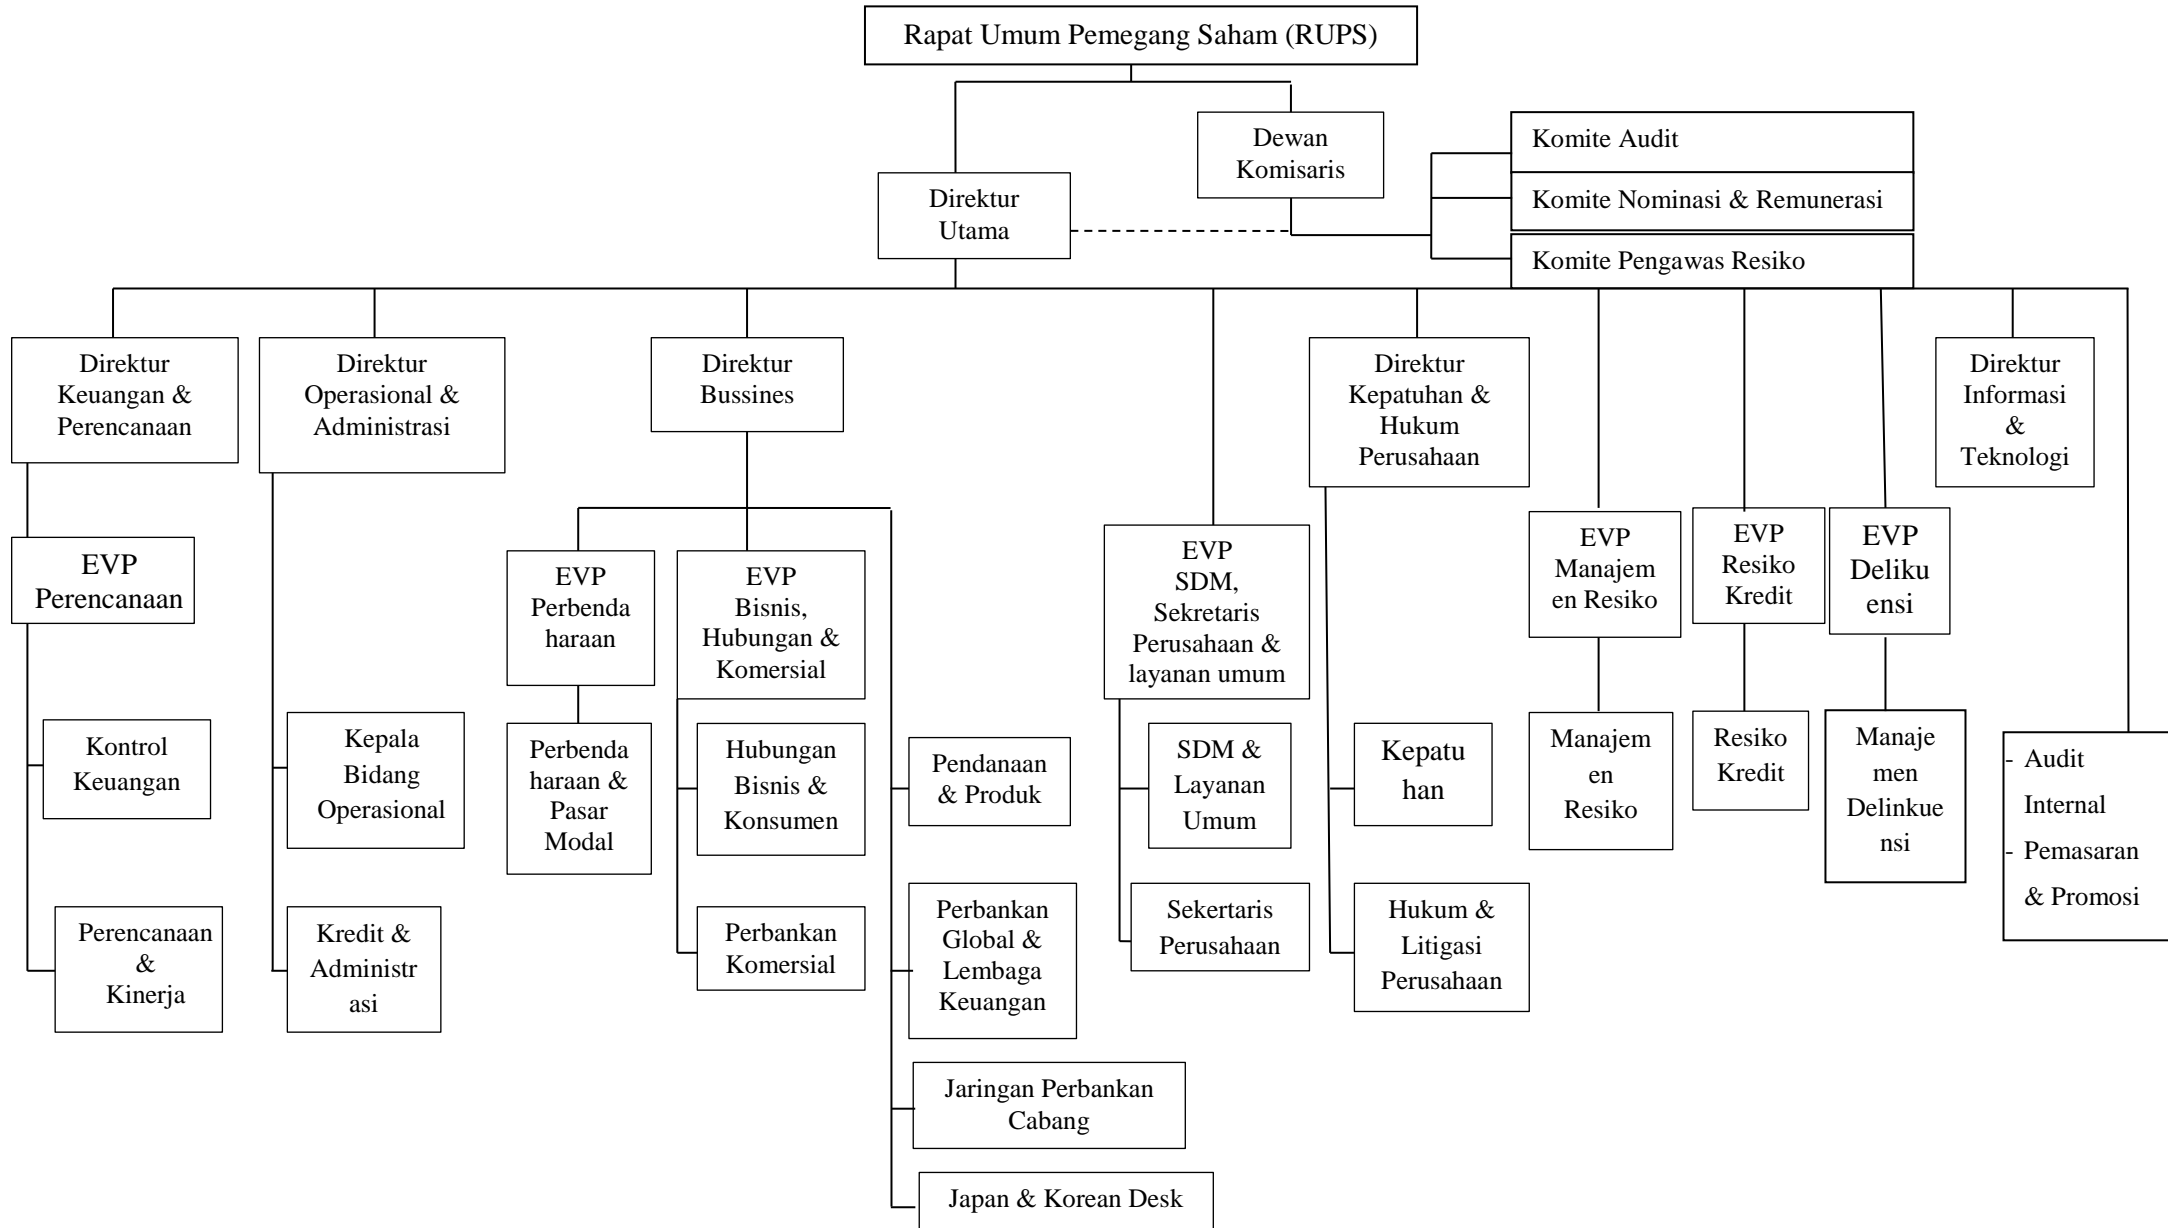 Rapat Umum Pemegang Saham (RUPS)
Dewan
Komisaris
Komite Audit
Komite Nominasi & Remunerasi
Komite Pengawas Resiko
Direktur
Utama
Direktur
Keuangan &
Perencanaan
Direktur
Operasional &
Administrasi
Direktur
Bussines
Direktur
Kepatuhan &
Hukum
Perusahaan
Direktur
Informasi
&
Teknologi
EVP
Perencanaan
EVP
Perbenda
haraan
EVP
Bisnis,
Hubungan &
Komersial
EVP
SDM,
Sekretaris
Perusahaan &
layanan umum
EVP
Manajem
en Resiko
EVP
Resiko
Kredit
EVP
Deliku
ensi
Kontrol
Keuangan
Kepala
Bidang
Operasional
Perbenda
haraan &
Pasar
Modal
Hubungan
Bisnis &
Konsumen
Pendanaan
& Produk
SDM &
Layanan
Umum
Kepatu
han
Manajem
en
Resiko
Resiko
Kredit
Manaje
men
Delinkue
nsi
- Audit
Internal
- Pemasaran
& Promosi
Perencanaan
&
Kinerja
Kredit &
Administr
asi
Perbankan
Komersial
Perbankan
Global &
Lembaga
Keuangan
Sekertaris
Perusahaan
Hukum &
Litigasi
Perusahaan
Jaringan Perbankan
Cabang
Japan & Korean Desk